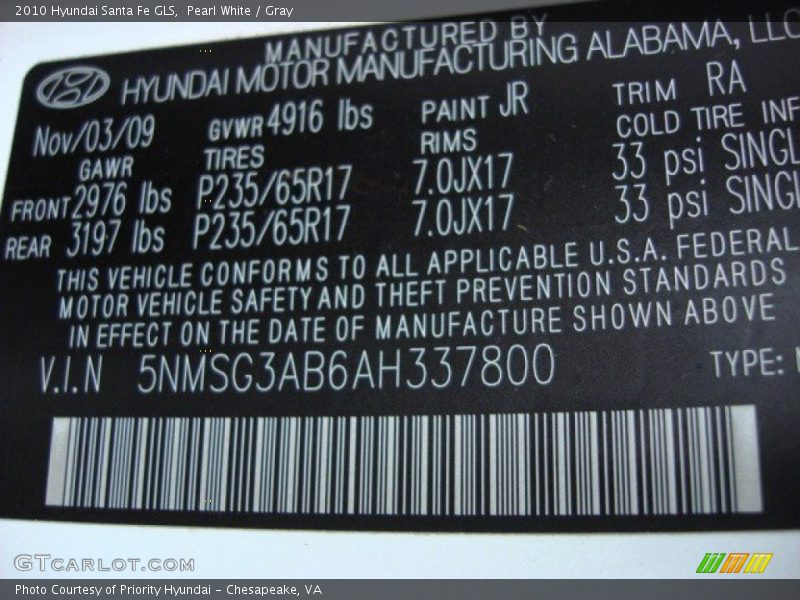 2010 Hyundai Santa Fe GLS, Pearl White / Gray
MANUFACTURED BY
HYUNDAI MOTOR MANUFACTURING ALABAMA, LLC
Nov/03/09 GVWR 4916 lbs PAINT JR TRIM RA
GAWR TIRES RIMS COLD TIRE INF
FRONT 2976 lbs P235/65R17 7.0JX17 33 psi SINGL
REAR 3197 lbs P235/65R17 7.0JX17 33 psi SINGL
THIS VEHICLE CONFORMS TO ALL APPLICABLE U.S.A. FEDERAL
MOTOR VEHICLE SAFETY AND THEFT PREVENTION STANDARDS
IN EFFECT ON THE DATE OF MANUFACTURE SHOWN ABOVE
V.I.N 5NMSG3AB6AH337800 TYPE:
GTCARLOT.COM
Photo Courtesy of Priority Hyundai - Chesapeake, VA